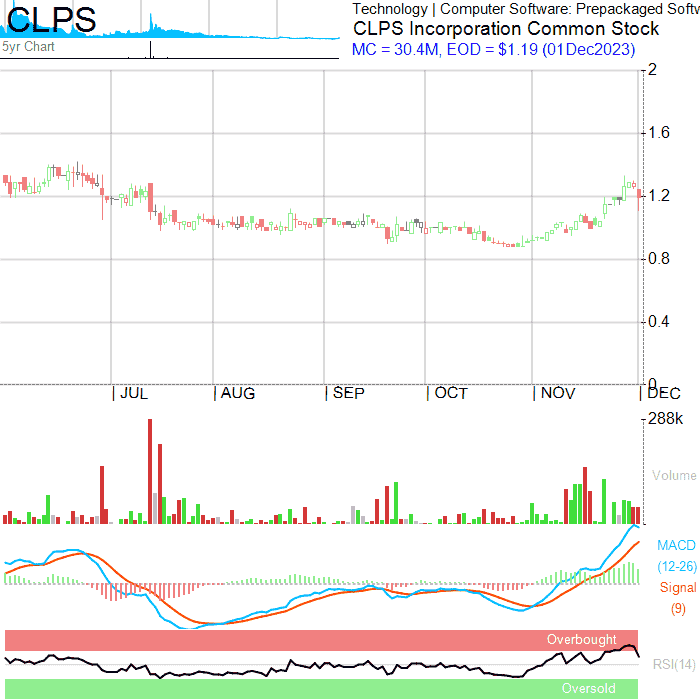 CLPS
5yr Chart
Technology | Computer Software: Prepackaged Softw
CLPS Incorporation Common Stock
MC = 30.4M, EOD = $1.19 (01Dec2023)
2
1.6
1.2
0.8
0.4
0
| JUL | AUG | SEP | OCT | NOV | DEC
288k
Volume
MACD
(12-26)
Signal
(9)
Overbought
RSI(14)
Oversold